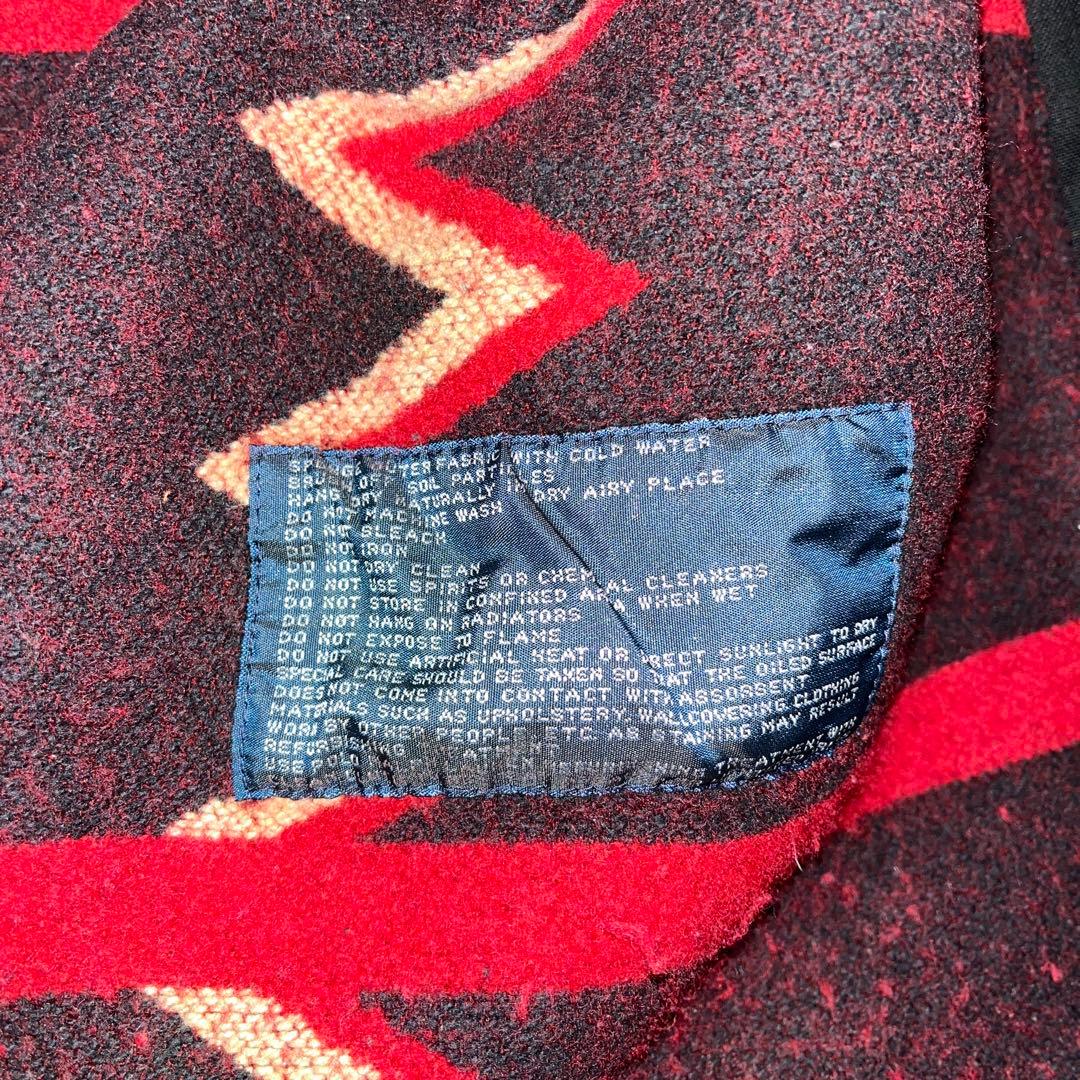 SPONGE OUTER FABRIC WITH COLD WATER
BRUSH OFF SOIL PARTICLES
HANG DRY NATURALLY IN DRY AIRY PLACE
DO NOT MACHINE WASH
DO NOT BLEACH
DO NOT IRON
DO NOT DRY CLEAN
DO NOT USE SPIRITS OR CHEMICAL CLEANERS
DO NOT STORE IN CONFINED AREA WHEN WET
DO NOT HANG ON RADIATORS
DO NOT EXPOSE FLAME
DO NOT USE ARTIFICIAL HEAT OR DIRECT SUNLIGHT TO DRY
SPECIAL CARE SHOULD BE TAKEN SO THAT THE OILED SURFACE
DOES NOT COME INTO CONTACT WITH ABSORBENT
MATERIALS SUCH AS UPHOLSTERY, WALLCOVERING CLOTHING
WORN BY OTHER PEOPLE, ETC AS STAINING MAY RESULT
TREATMENT WITH
USE POLO